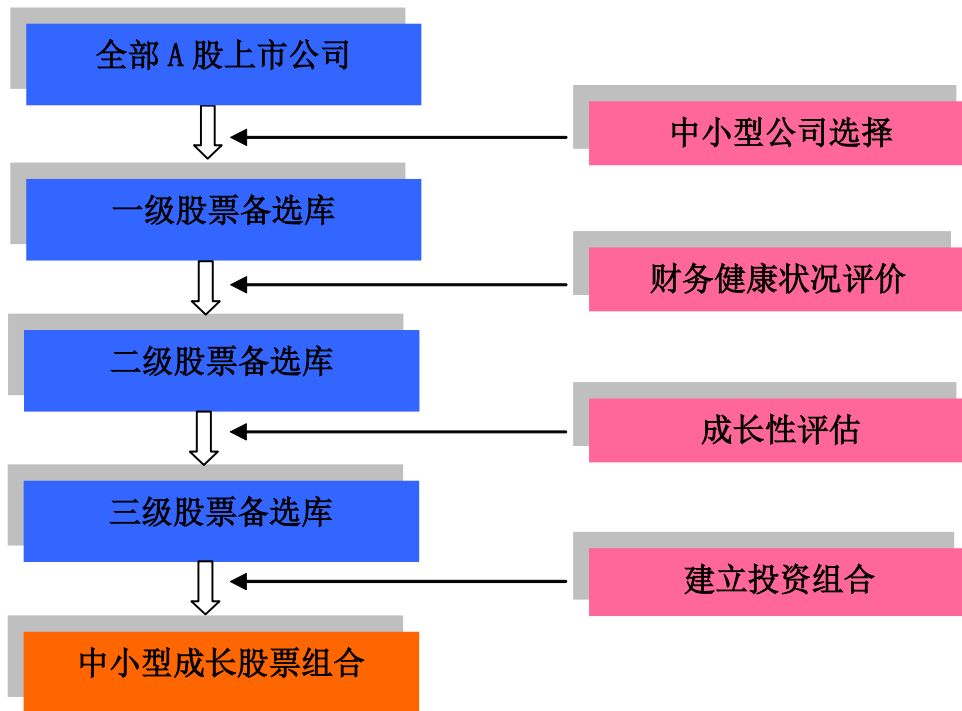 全部 A 股上市公司
中小型公司选择
一级股票备选库
财务健康状况评价
二级股票备选库
成长性评估
三级股票备选库
建立投资组合
中小型成长股票组合